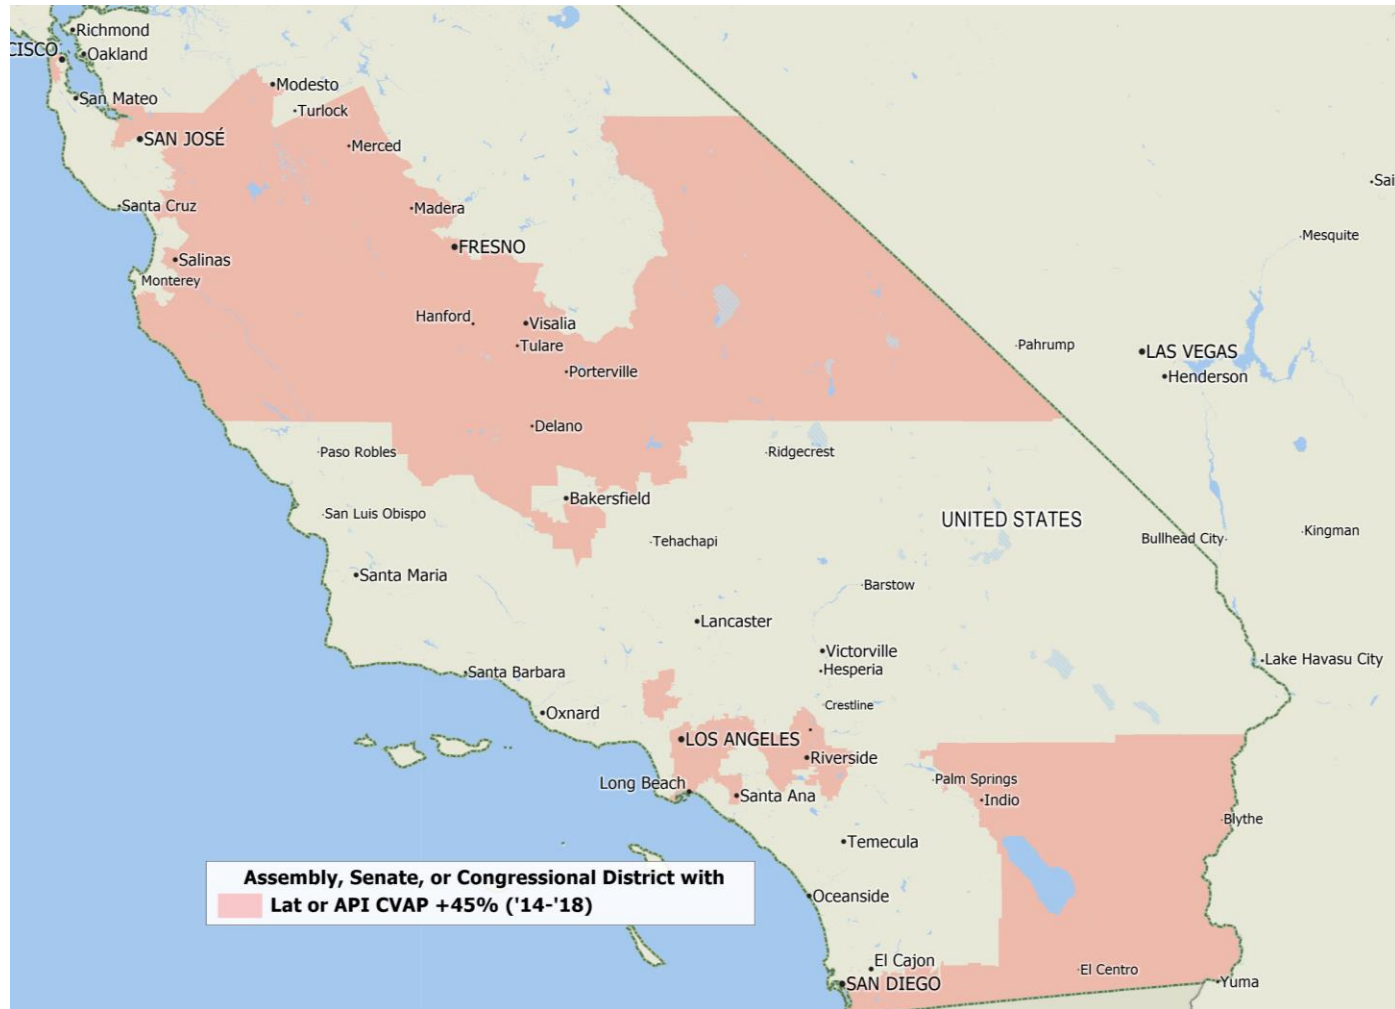 Richmond
CISCO
Oakland
Modesto
San Mateo
Turlock
SAN JOSÉ
Merced
Sai
Santa Cruz
Madera
Mesquite
FRESNO
Salinas
Monterey
Hanford
Visalia
Tulare
Pahrump
LAS VEGAS
Porterville
Henderson
Delano
Paso Robles
Ridgecrest
Bakersfield
San Luis Obispo
UNITED STATES
Tehachapi
Bullhead City
Kingman
Santa Maria
Barstow
Lancaster
Victorville
Lake Havasu City
Santa Barbara
Hesperia
Crestline
Oxnard
LOS ANGELES
Riverside
Long Beach
Santa Ana
Palm Springs
Indio
Blythe
Temecula
Assembly, Senate, or Congressional District with
Lat or API CVAP +45% ('14-'18)
Oceanside
El Cajon
SAN DIEGO
El Centro
Yuma